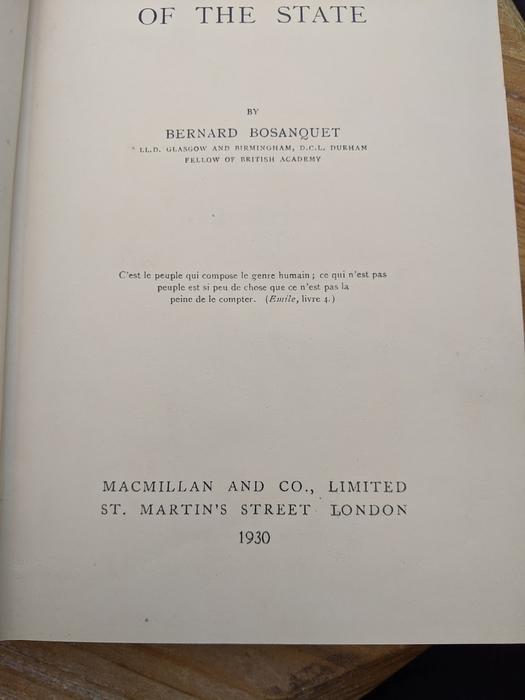 OF THE STATE
BY
BERNARD BOSANQUET
LL.D. GLASGOW AND BIRMINGHAM, D.C.L. DURHAM
FELLOW OF BRITISH ACADEMY
C'est le peuple qui compose le genre humain ; ce qui n'est pas
peuple est si peu de chose que ce n'est pas la
peine de le compter. (Emile, livre 4.)
MACMILLAN AND CO., LIMITED
ST. MARTIN'S STREET LONDON
1930